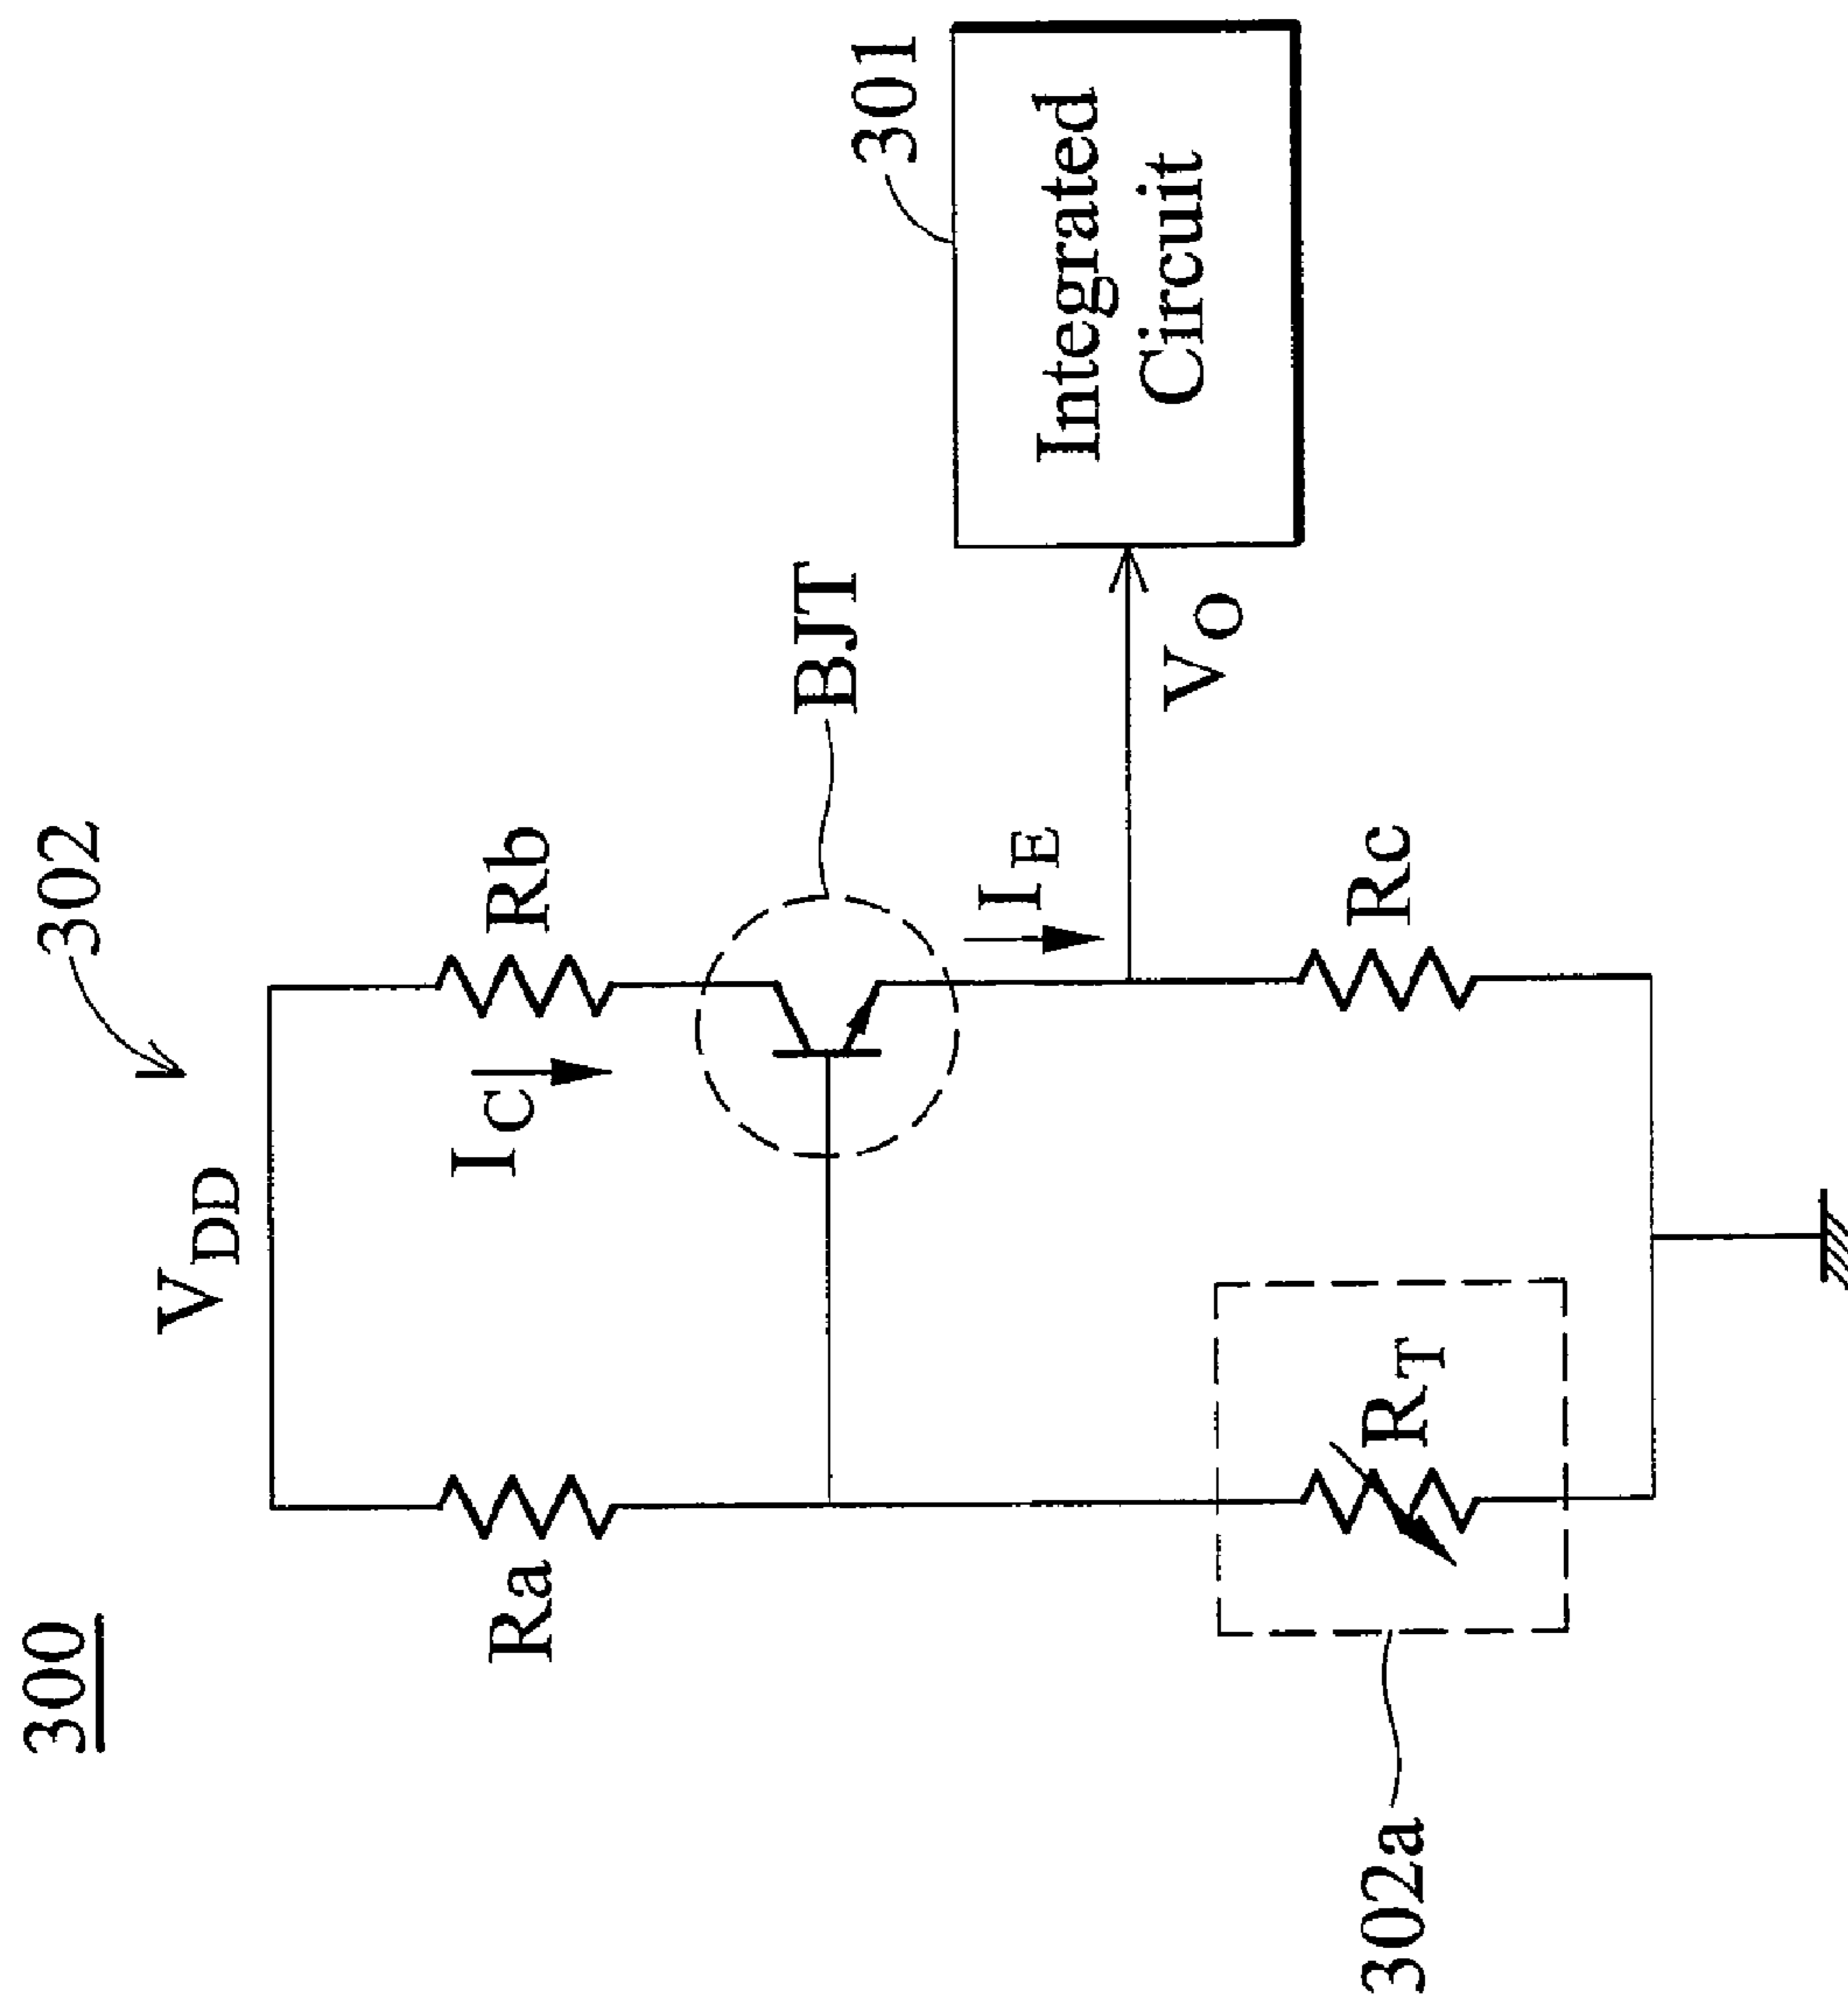 300
302
V_DD
Ra
Rb
I_C
BJT
I_E
301
Integrated
Circuit
V_O
302a
R_T
Rc